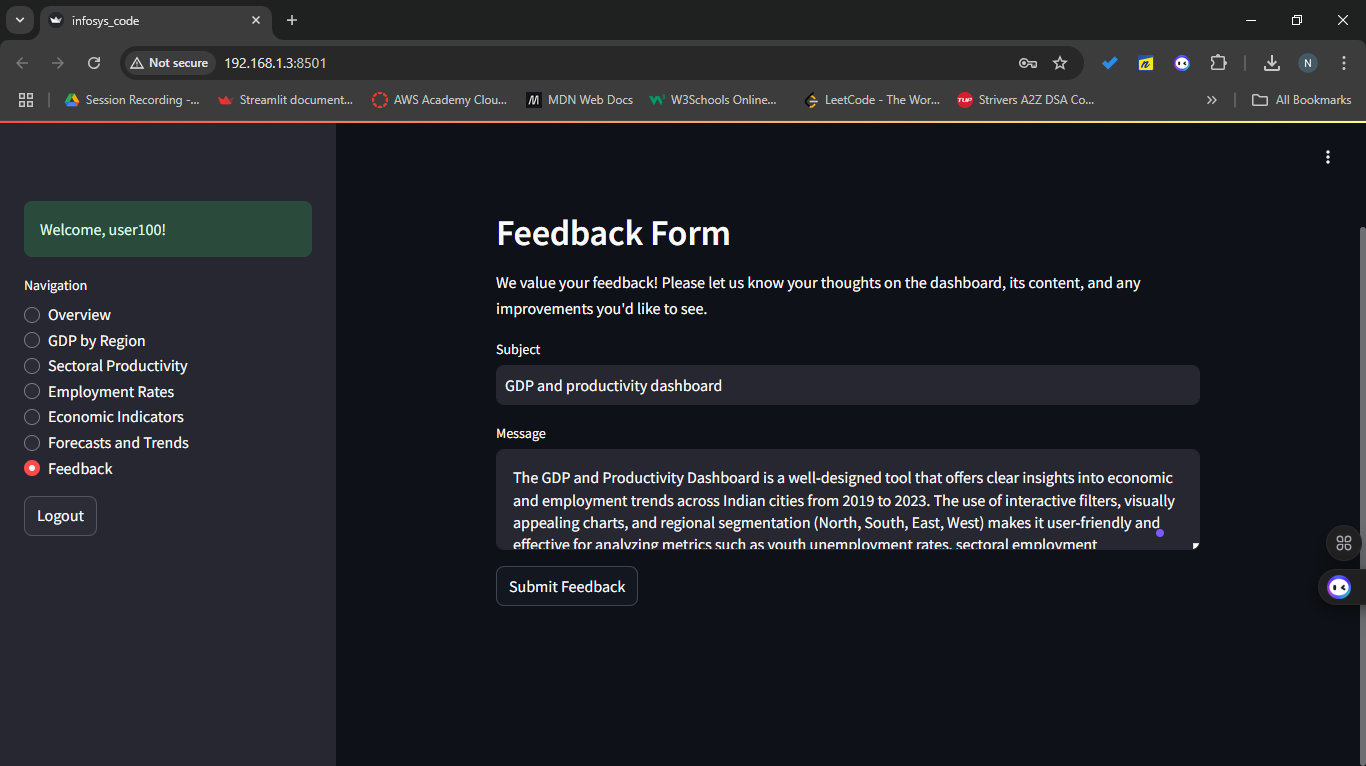 infosys_code
Not secure
192.168.1.3:8501
N
Session Recording -...
Streamlit document...
AWS Academy Clou...
MDN Web Docs
W3Schools Online...
LeetCode - The Wor...
TUF
Strivers A2Z DSA Co...
All Bookmarks
Welcome, user100!
Navigation
Overview
GDP by Region
Sectoral Productivity
Employment Rates
Economic Indicators
Forecasts and Trends
Feedback
Logout
Feedback Form
We value your feedback! Please let us know your thoughts on the dashboard, its content, and any
improvements you'd like to see.
Subject
GDP and productivity dashboard
Message
The GDP and Productivity Dashboard is a well-designed tool that offers clear insights into economic
and employment trends across Indian cities from 2019 to 2023. The use of interactive filters, visually
appealing charts, and regional segmentation (North, South, East, West) makes it user-friendly and
effective for analyzing metrics such as youth unemployment rates, sectoral employment
Submit Feedback